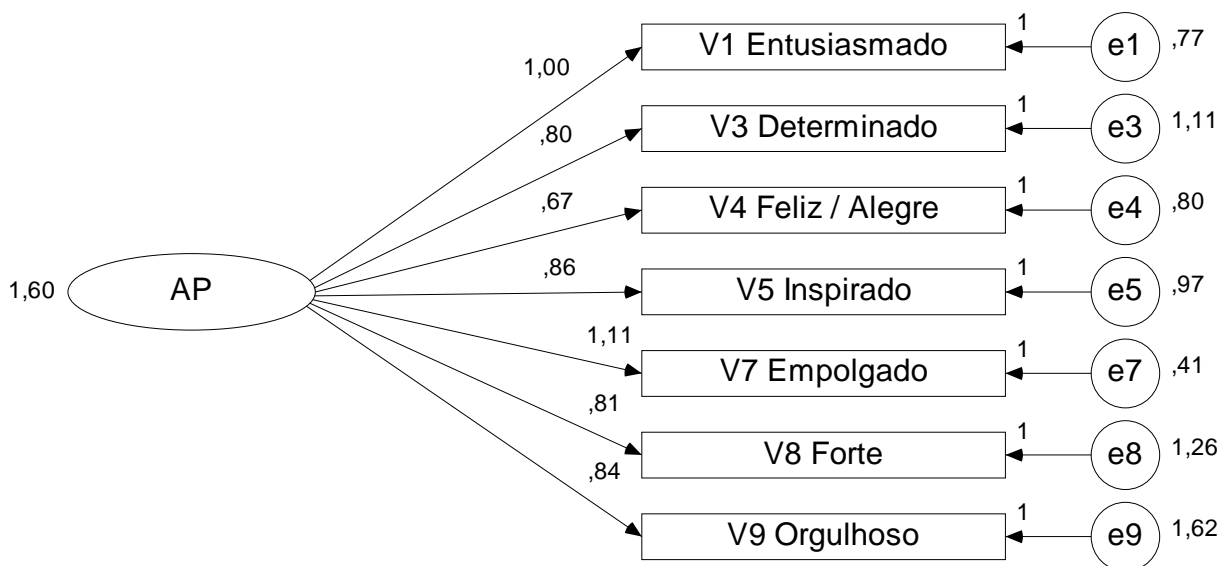 1 V1 Entusiasmado e1 ,77
1,00
1 V3 Determinado e3 1,11
,80
1 V4 Feliz / Alegre e4 ,80
,67
1,60 AP
1 V5 Inspirado e5 ,97
,86
1 V7 Empolgado e7 ,41
1,11
1 V8 Forte e8 1,26
,81
1 V9 Orgulhoso e9 1,62
,84